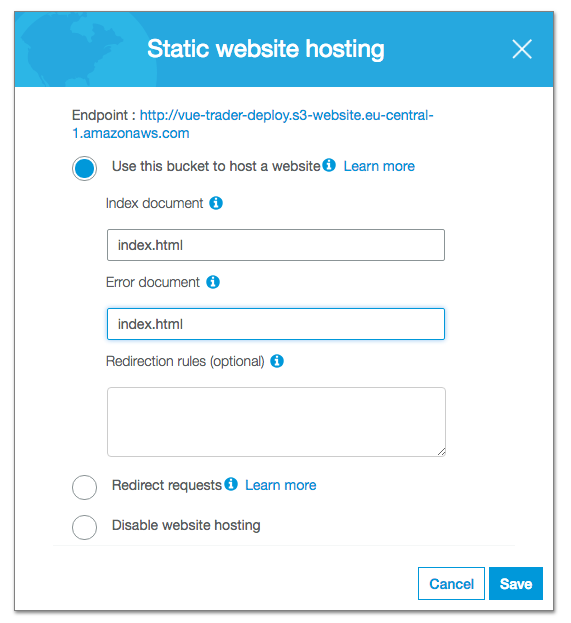 Static website hosting
Endpoint : http://vue-trader-deploy.s3-website.eu-central-
1.amazonaws.com
Use this bucket to host a website Learn more
Index document
index.html
Error document
index.html
Redirection rules (optional)
Redirect requests Learn more
Disable website hosting
Cancel Save